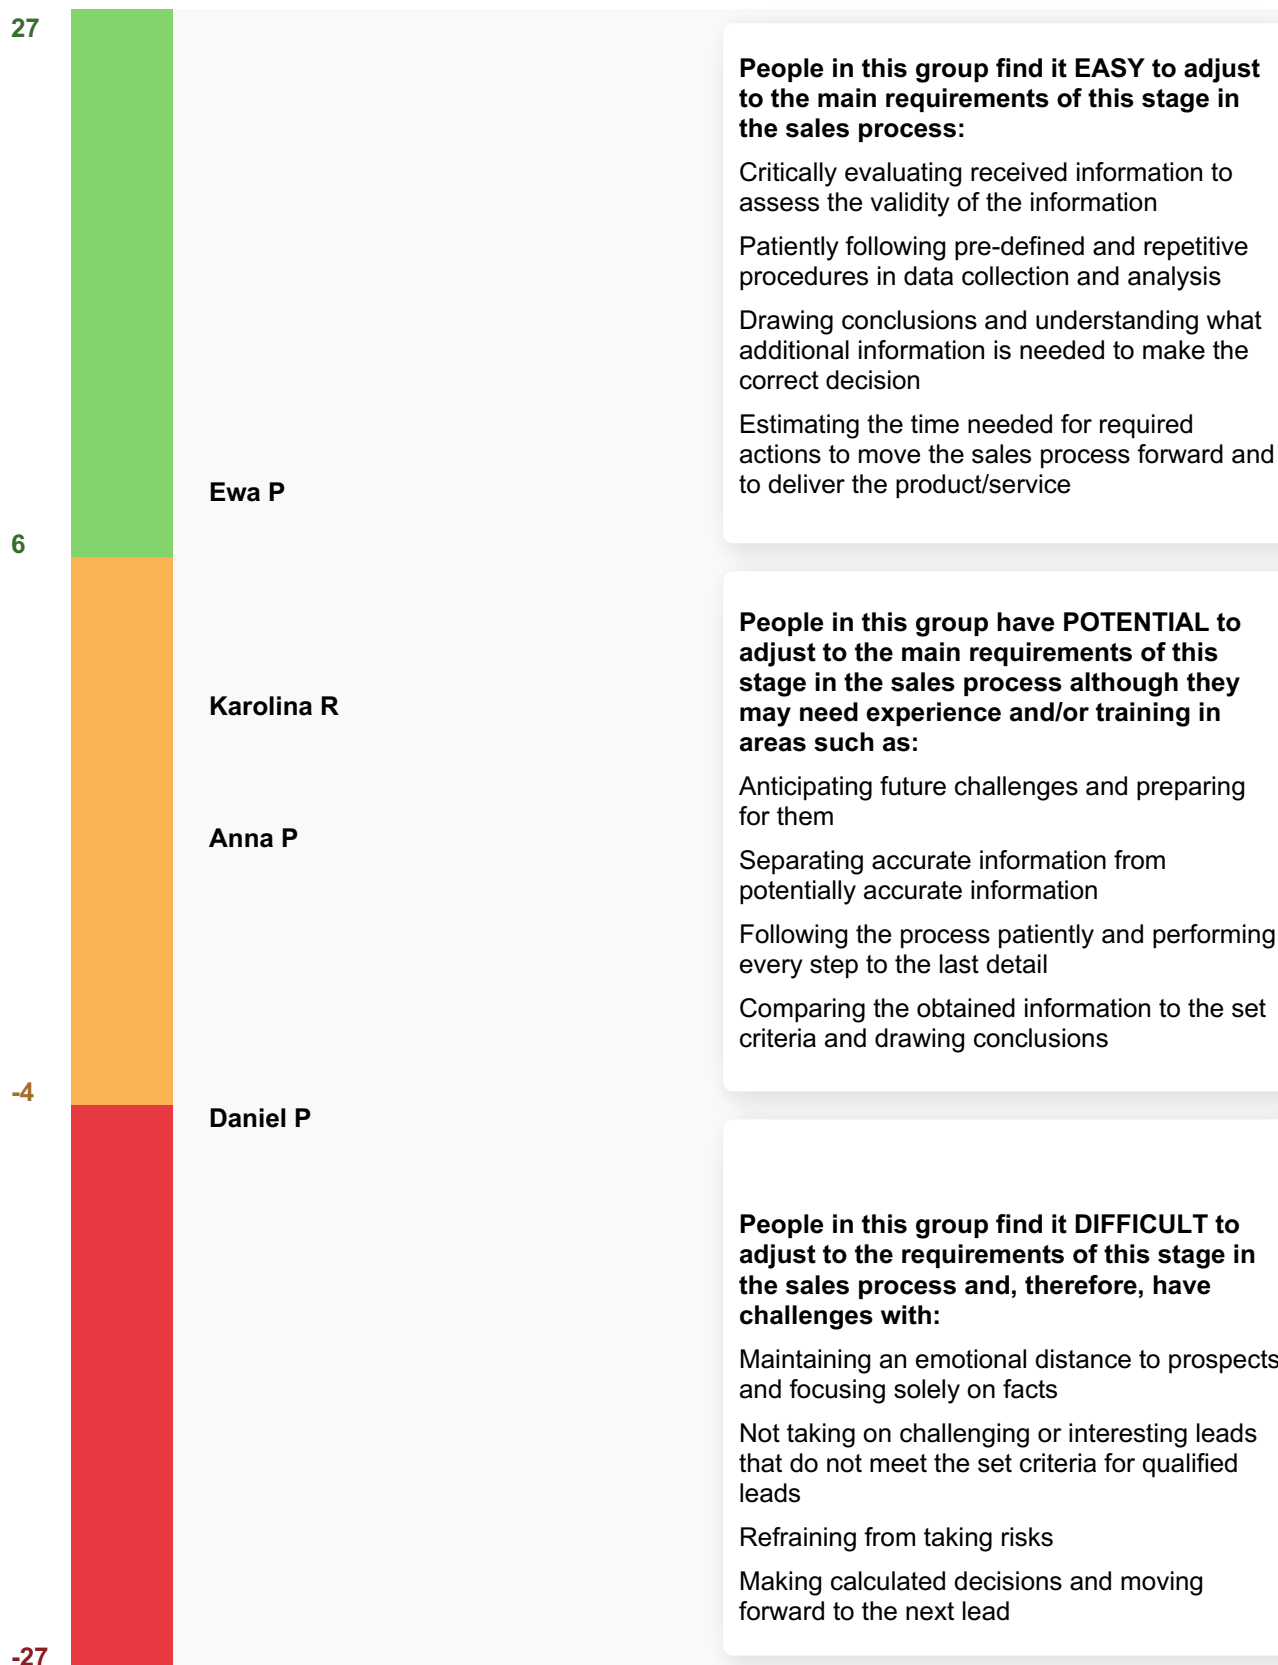 27
People in this group find it EASY to adjust
to the main requirements of this stage in
the sales process:
Critically evaluating received information to
assess the validity of the information
Patiently following pre-defined and repetitive
procedures in data collection and analysis
Drawing conclusions and understanding what
additional information is needed to make the
correct decision
Estimating the time needed for required
actions to move the sales process forward and
to deliver the product/service
Ewa P
6
People in this group have POTENTIAL to
adjust to the main requirements of this
stage in the sales process although they
may need experience and/or training in
areas such as:
Karolina R
Anticipating future challenges and preparing
for them
Anna P
Separating accurate information from
potentially accurate information
Following the process patiently and performing
every step to the last detail
Comparing the obtained information to the set
criteria and drawing conclusions
-4
Daniel P
People in this group find it DIFFICULT to
adjust to the requirements of this stage in
the sales process and, therefore, have
challenges with:
Maintaining an emotional distance to prospects
and focusing solely on facts
Not taking on challenging or interesting leads
that do not meet the set criteria for qualified
leads
Refraining from taking risks
Making calculated decisions and moving
forward to the next lead
-27